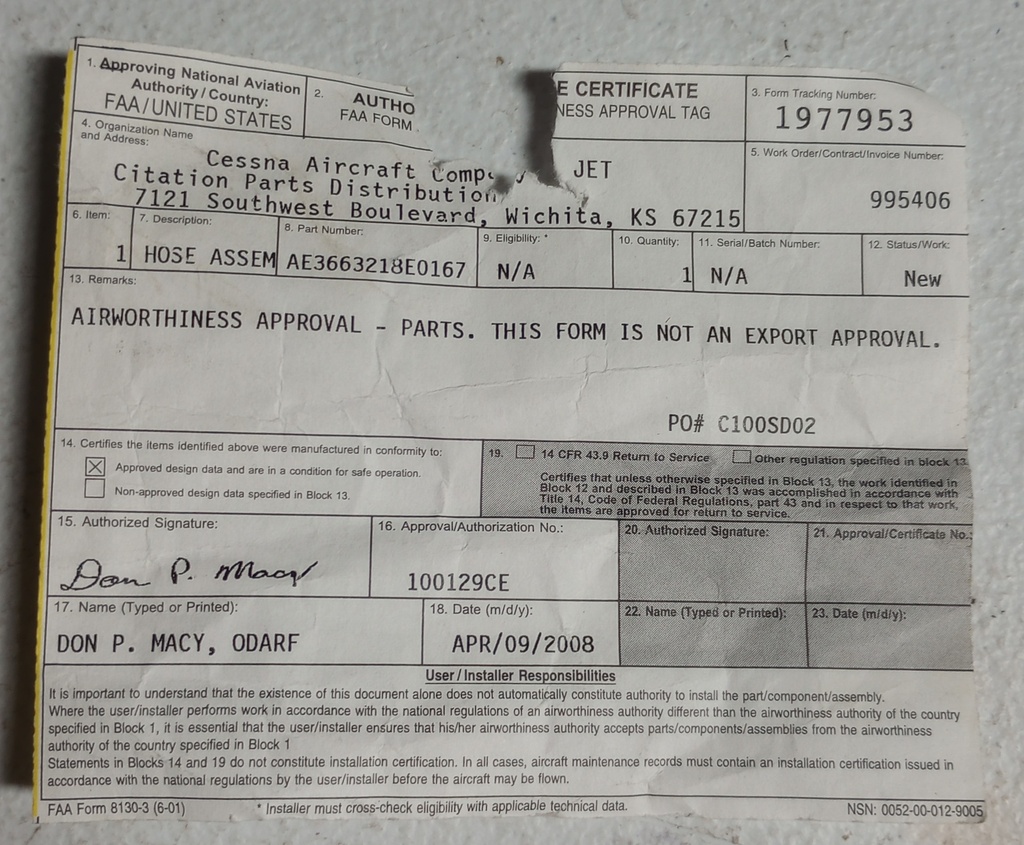 1. Approving National Aviation
Authority / Country:
FAA/UNITED STATES
2.
AUTHO
FAA FORM
E CERTIFICATE
NESS APPROVAL TAG
3. Form Tracking Number:
1977953
4. Organization Name
and Address:
Cessna Aircraft JET
Citation Parts Distribution
7121 Southwest Boulevard, Wichita, KS 67215
5. Work Order/Contract/Invoice Number:
995406
6. Item:
1
7. Description:
HOSE ASSEM
8. Part Number:
AE3663218E0167
9. Eligibility: *
N/A
10. Quantity:
1
11. Serial/Batch Number:
N/A
12. Status/Work:
New
13. Remarks:
AIRWORTHINESS APPROVAL - PARTS. THIS FORM IS NOT AN EXPORT APPROVAL.
PO# C100SD02
14. Certifies the items identified above were manufactured in conformity to:
Approved design data and are in a condition for safe operation.
Non-approved design data specified in Block 13.
19. 14 CFR 43.9 Return to Service Other regulation specified in block 13
Certifies that unless otherwise specified in Block 13, the work identified in
Block 12 and described in Block 13 was accomplished in accordance with
Title 14, Code of Federal Regulations, part 43 and in respect to that work,
the items are approved for return to service.
15. Authorized Signature:
Don P. Macy
16. Approval/Authorization No.:
100129CE
20. Authorized Signature:
21. Approval/Certificate No.:
17. Name (Typed or Printed):
DON P. MACY, ODARF
18. Date (m/d/y):
APR/09/2008
22. Name (Typed or Printed):
23. Date (m/d/y):
User / Installer Responsibilities
It is important to understand that the existence of this document alone does not automatically constitute authority to install the part/component/assembly.
Where the user/installer performs work in accordance with the national regulations of an airworthiness authority different than the airworthiness authority of the country
specified in Block 1, it is essential that the user/installer ensures that his/her airworthiness authority accepts parts/components/assemblies from the airworthiness
authority of the country specified in Block 1
Statements in Blocks 14 and 19 do not constitute installation certification. In all cases, aircraft maintenance records must contain an installation certification issued in
accordance with the national regulations by the user/installer before the aircraft may be flown.
FAA Form 8130-3 (6-01)
* Installer must cross-check eligibility with applicable technical data.
NSN: 0052-00-012-9005